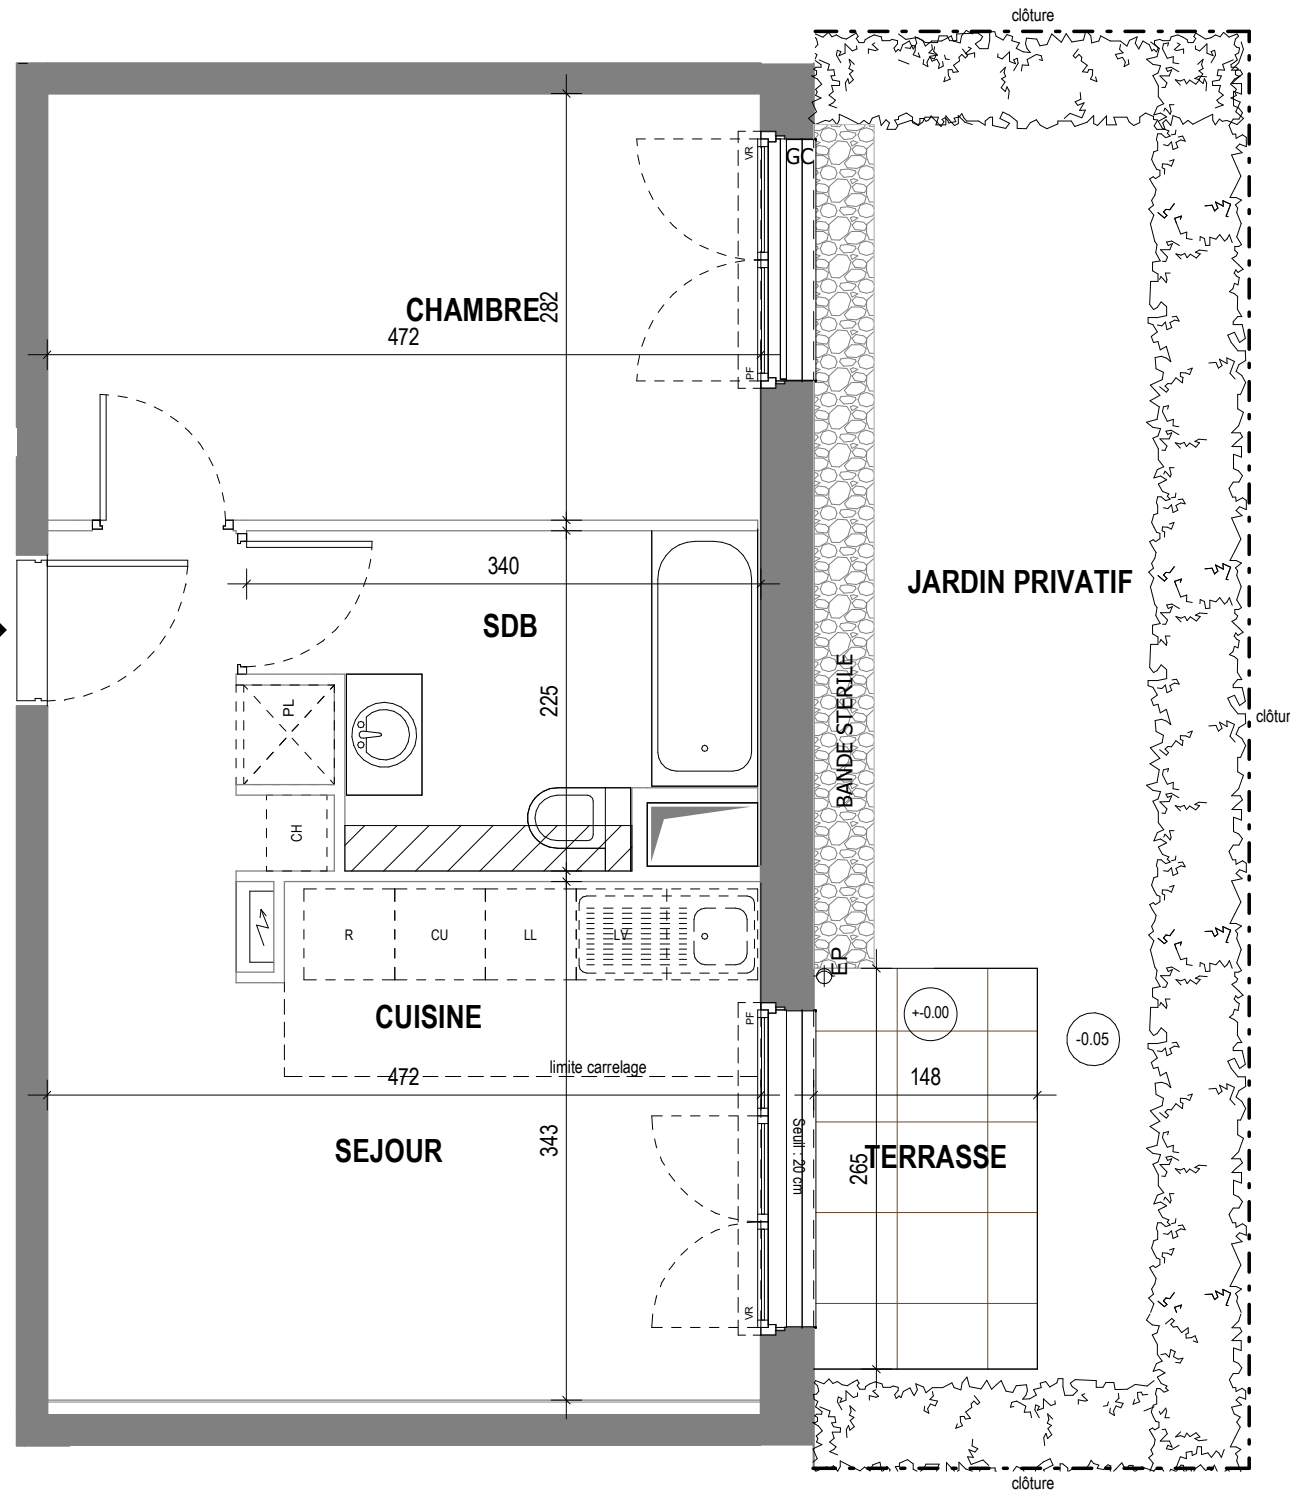 clôture
VR
GC
CHAMBRE
282
472
PF
340
SDB
JARDIN PRIVATIF
225
PL
BANDE STERILE
clôtur
CH
R
CU
LL
LV
EP
CUISINE
PF
+-0.00
-0.05
limite carrelage
472
148
SEJOUR
343
Seuil : 20 cm
265
TERRASSE
VR
clôture